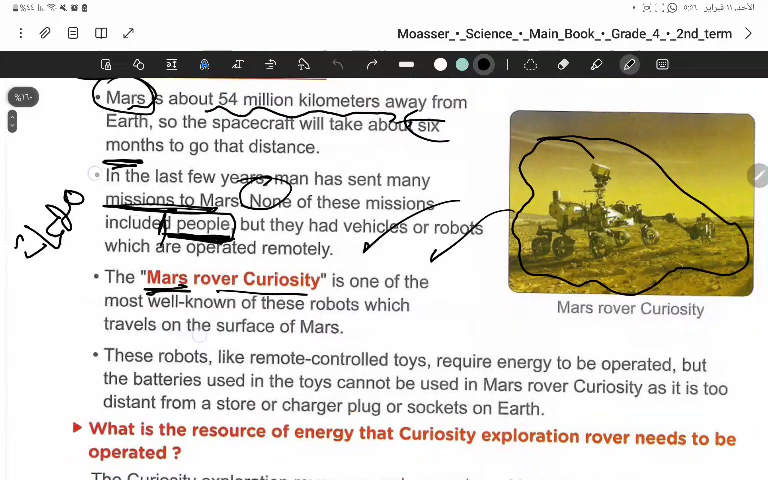 الأحد، ١١ فبراير ٥:٥٦
Moasser_•_Science_•_Main_Book_•_Grade_4_•_2nd_term
%١٦٠
• Mars is about 54 million kilometers away from
Earth, so the spacecraft will take about six
months to go that distance.
In the last few years, man has sent many
missions to Mars. None of these missions
included people, but they had vehicles or robots
which are operated remotely.
• The "Mars rover Curiosity" is one of the
most well-known of these robots which
travels on the surface of Mars.
Mars rover Curiosity
• These robots, like remote-controlled toys, require energy to be operated, but
the batteries used in the toys cannot be used in Mars rover Curiosity as it is too
distant from a store or charger plug or sockets on Earth.
What is the resource of energy that Curiosity exploration rover needs to be
operated ?